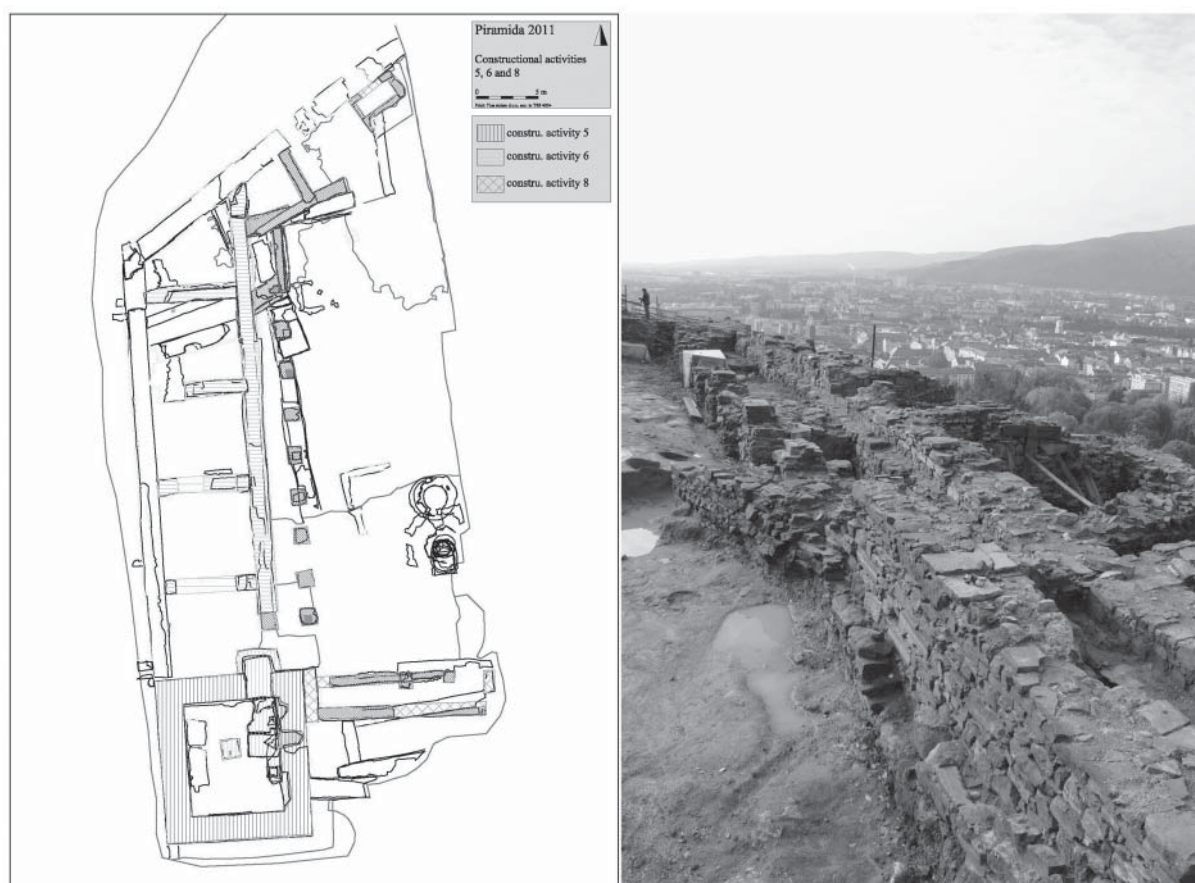 Piramida 2011
Constructional activities
5, 6 and 8
0 5 m
constru. activity 5
constru. activity 6
constru. activity 8